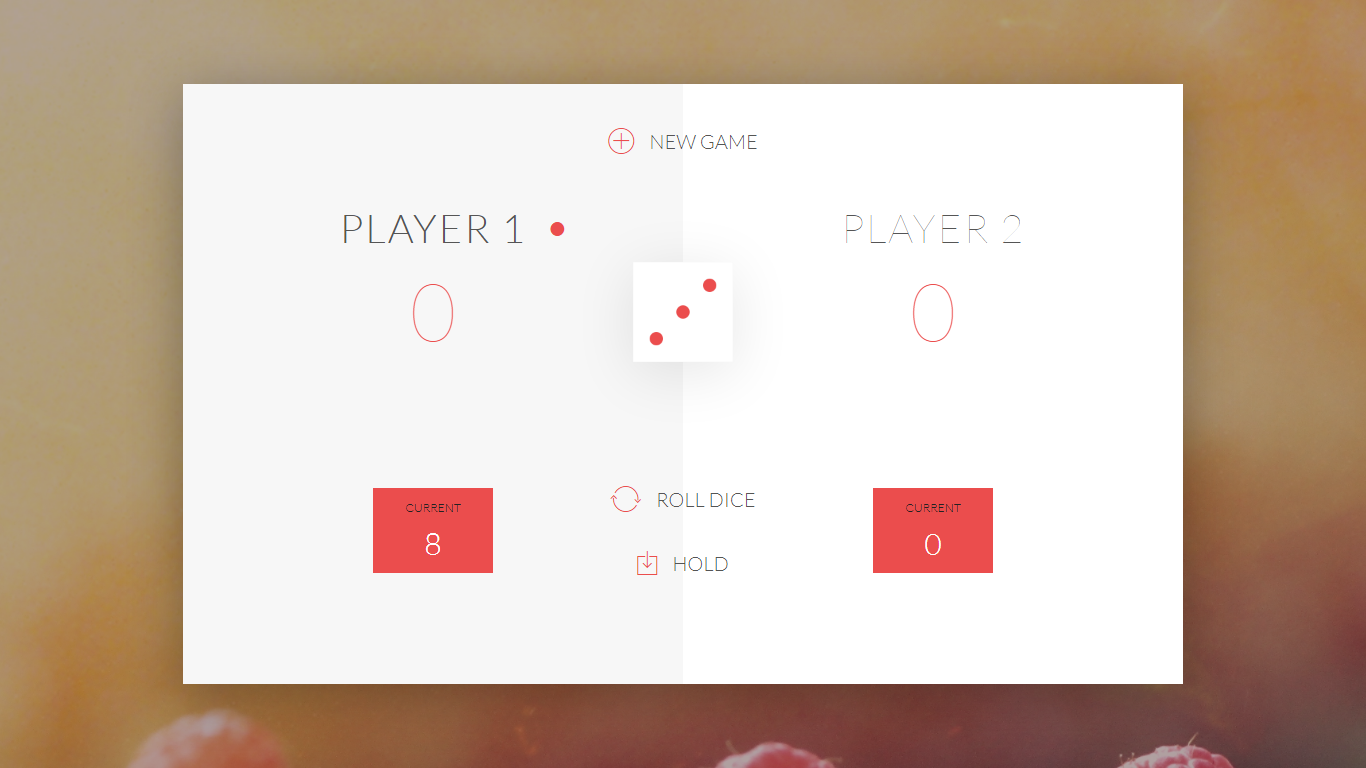 NEW GAME
PLAYER 1
0
PLAYER 2
0
CURRENT
8
ROLL DICE
HOLD
CURRENT
0